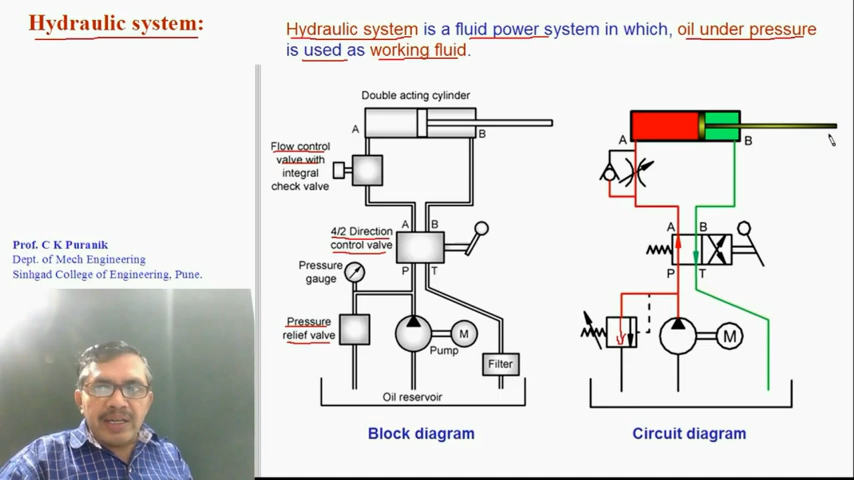 Hydraulic system:
Hydraulic system is a fluid power system in which, oil under pressure
is used as working fluid.
Double acting cylinder
A
B
Flow control
valve with
integral
check valve
A B
4/2 Direction
control valve
P T
Pressure
gauge
Pressure
relief valve
M
Pump
Filter
Oil reservoir
Block diagram
A
B
A B
P T
M
Circuit diagram
Prof. C K Puranik
Dept. of Mech Engineering
Sinhgad College of Engineering, Pune.